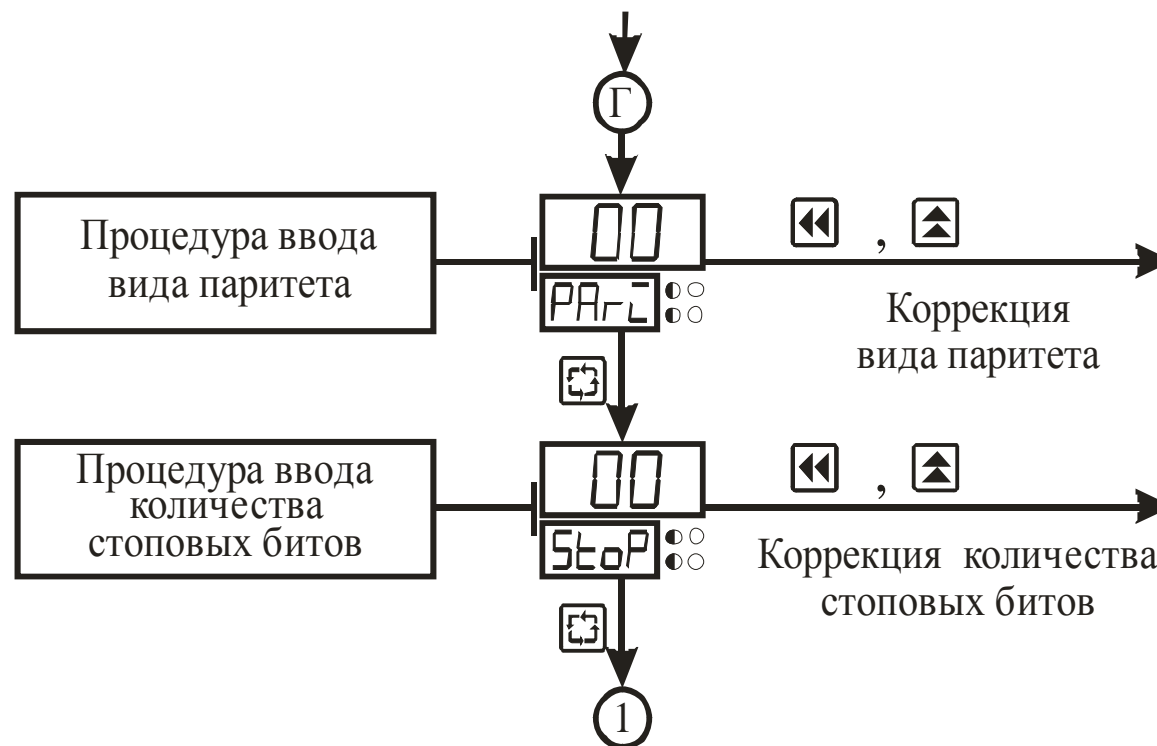 Г
Процедура ввода
вида паритета
00
PArC
,
Коррекция
вида паритета
Процедура ввода
количества
стоповых битов
00
StoP
,
Коррекция количества
стоповых битов
1